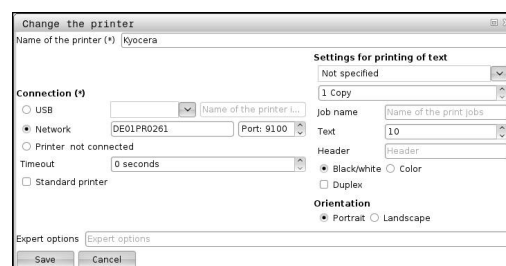 Change the printer
Name of the printer (*) Kyocera
Settings for printing of text
Not specified
Connection (*)
1 Copy
USB Name of the printer i...
Job name Name of the print jobs
Network DE01PR0261 Port: 9100
Text 10
Printer not connected
Header Header
Timeout 0 seconds
Black/white Color
Standard printer
Duplex
Orientation
Portrait Landscape
Expert options Expert options
Save Cancel